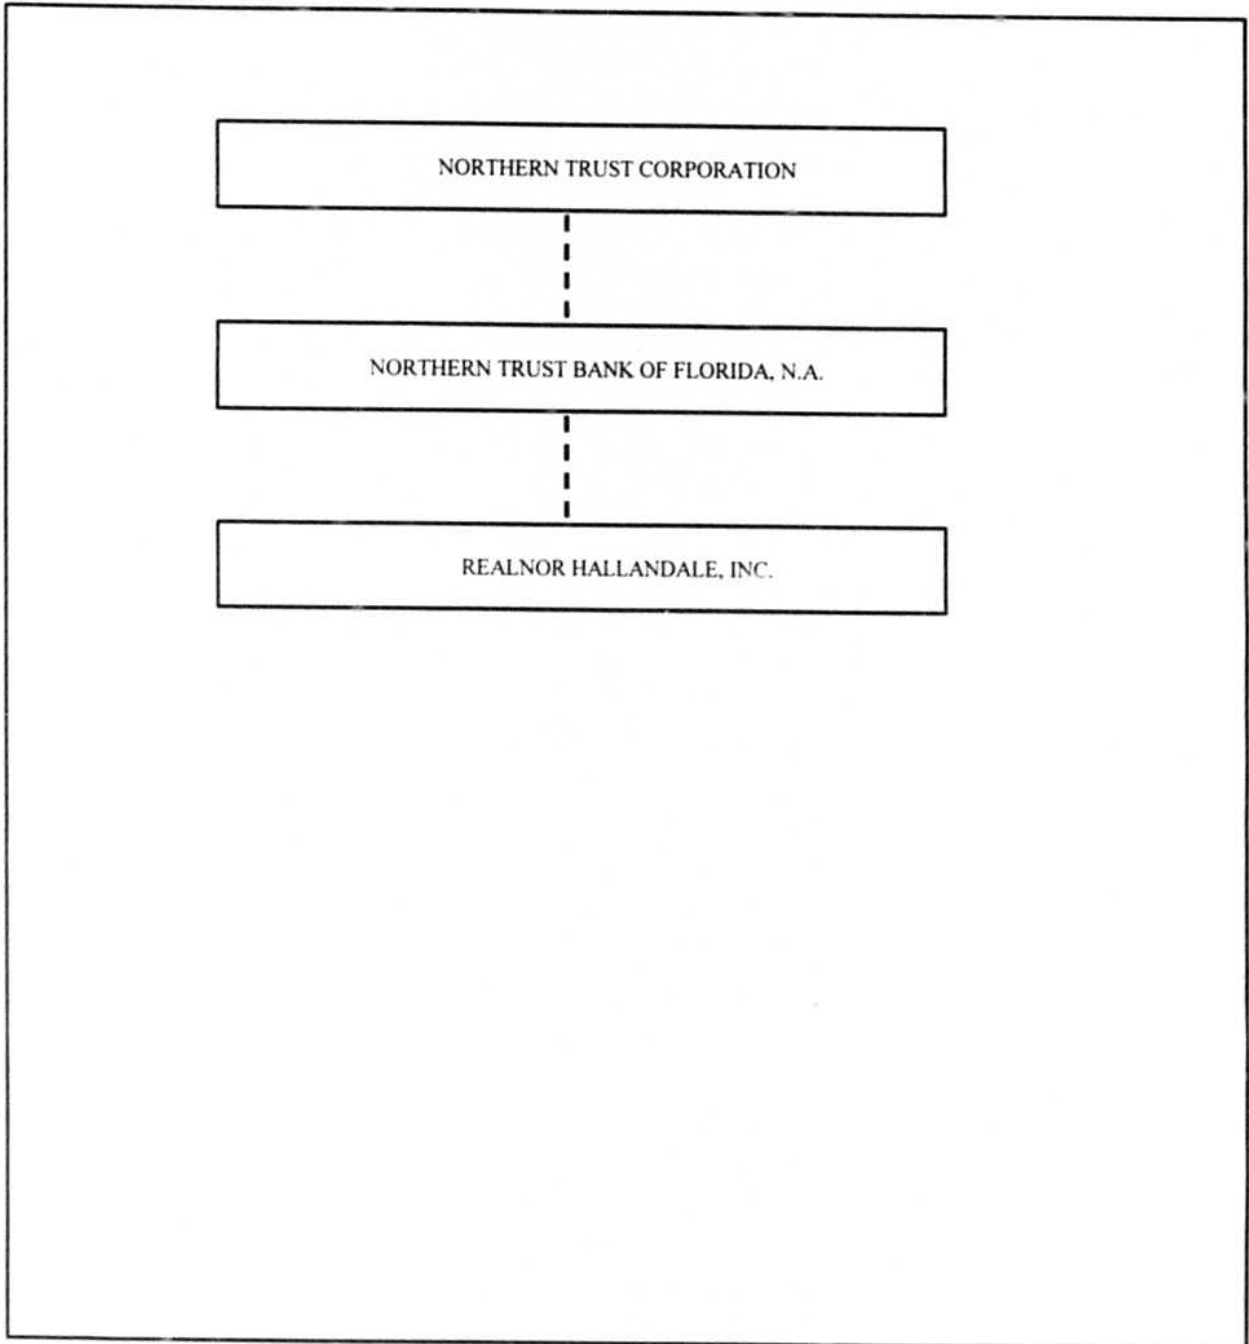 NORTHERN TRUST CORPORATION
NORTHERN TRUST BANK OF FLORIDA, N.A.
REALNOR HALLANDALE, INC.